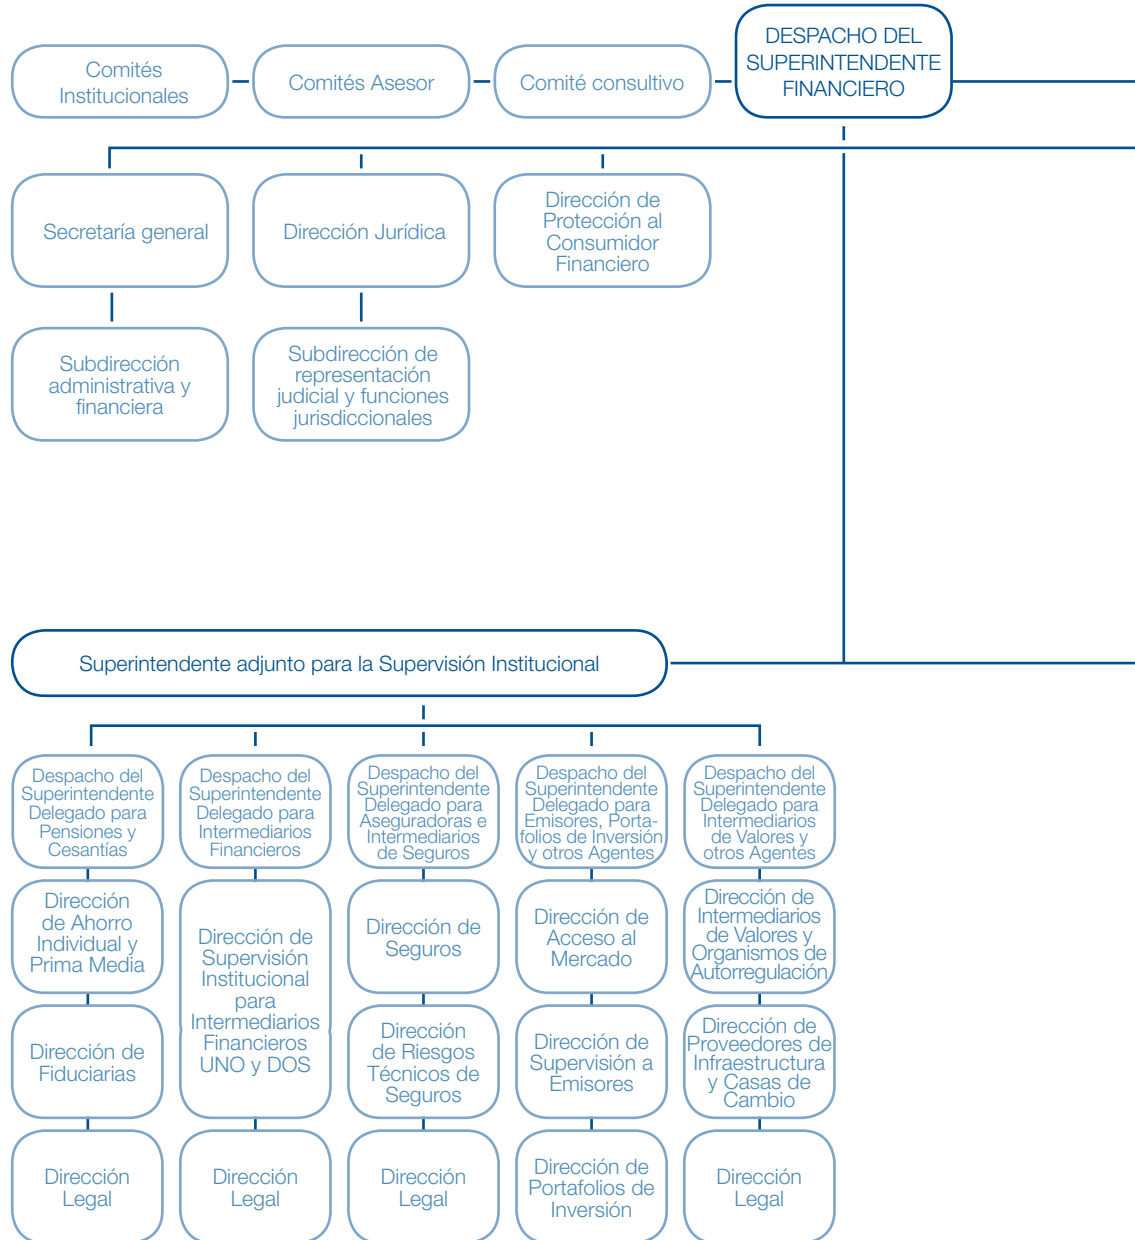 Comités
Institucionales
Comités Asesor
Comité consultivo
DESPACHO DEL
SUPERINTENDENTE
FINANCIERO
Secretaría general
Dirección Jurídica
Dirección de
Protección al
Consumidor
Financiero
Subdirección
administrativa y
financiera
Subdirección de
representación
judicial y funciones
jurisdiccionales
Superintendente adjunto para la Supervisión Institucional
Despacho del
Superintendente
Delegado para
Pensiones y
Cesantías
Despacho del
Superintendente
Delegado para
Intermediarios
Financieros
Despacho del
Superintendente
Delegado para
Aseguradoras e
Intermediarios
de Seguros
Despacho del
Superintendente
Delegado para
Emisores, Porta-
folios de Inversión
y otros Agentes
Despacho del
Superintendente
Delegado para
Intermediarios
de Valores y
otros Agentes
Dirección
de Ahorro
Individual y
Prima Media
Dirección de
Supervisión
Institucional
para
Intermediarios
Financieros
UNO y DOS
Dirección de
Seguros
Dirección de
Acceso al
Mercado
Dirección de
Intermediarios
de Valores y
Organismos de
Autorregulación
Dirección de
Fiduciarias
Dirección
de Riesgos
Técnicos de
Seguros
Dirección de
Supervisión a
Emisores
Dirección de
Proveedores de
Infraestructura
y Casas de
Cambio
Dirección
Legal
Dirección
Legal
Dirección
Legal
Dirección de
Portafolios de
Inversión
Dirección
Legal